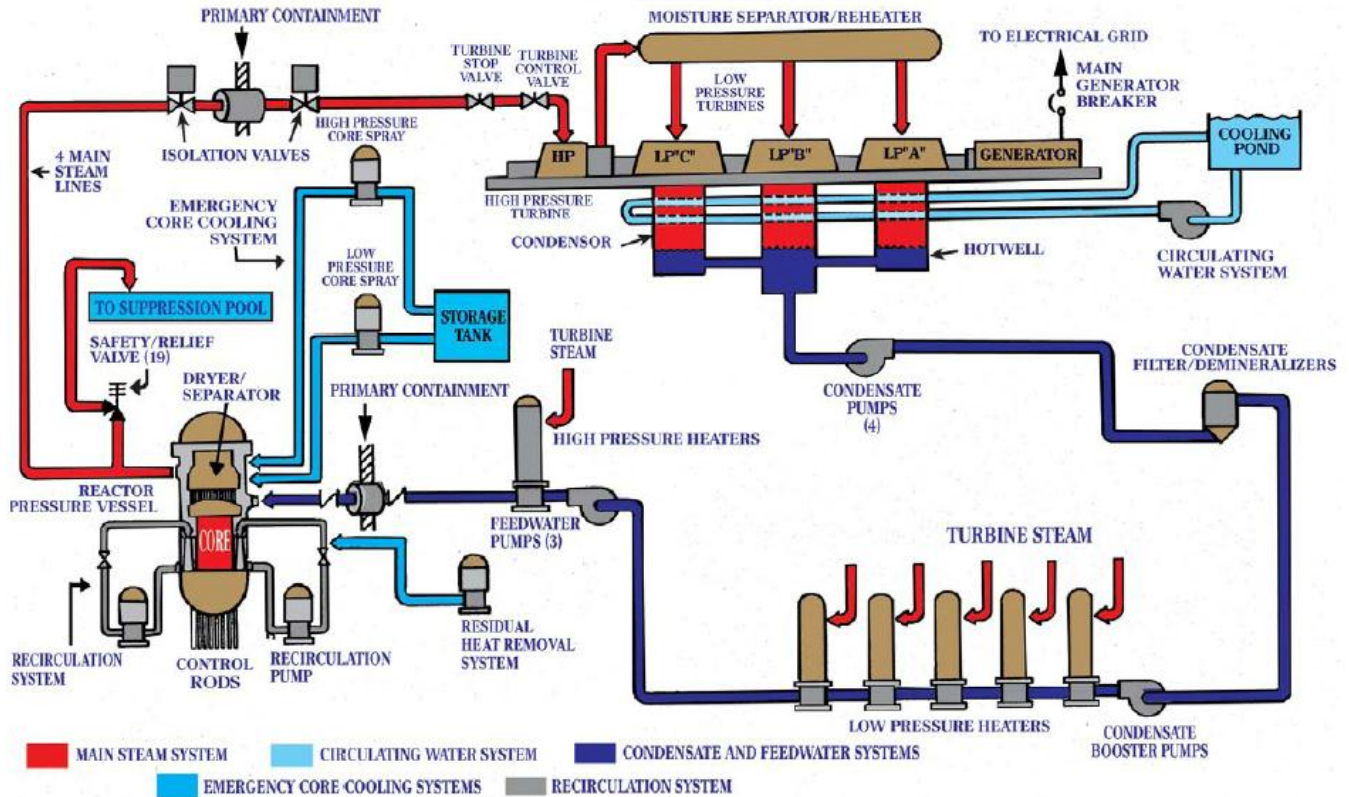 PRIMARY CONTAINMENT
MOISTURE SEPARATOR/REHEATER
TO ELECTRICAL GRID
TURBINE
STOP
VALVE
TURBINE
CONTROL
VALVE
LOW
PRESSURE
TURBINES
MAIN
GENERATOR
BREAKER
HIGH PRESSURE
CORE SPRAY
ISOLATION VALVES
COOLING
POND
HP
LP"C"
LP"B"
LP"A"
GENERATOR
4 MAIN
STEAM
LINES
HIGH PRESSURE
TURBINE
EMERGENCY
CORE COOLING
SYSTEM
CONDENSOR
HOTWELL
CIRCULATING
WATER SYSTEM
LOW
PRESSURE
CORE SPRAY
TO SUPPRESSION POOL
STORAGE
TANK
SAFETY/RELIEF
VALVE (19)
TURBINE
STEAM
CONDENSATE
FILTER/DEMINERALIZERS
DRYER/
SEPARATOR
PRIMARY CONTAINMENT
CONDENSATE
PUMPS
(4)
HIGH PRESSURE HEATERS
REACTOR
PRESSURE VESSEL
CORE
FEEDWATER
PUMPS (3)
TURBINE STEAM
RECIRCULATION
SYSTEM
CONTROL
RODS
RECIRCULATION
PUMP
RESIDUAL
HEAT REMOVAL
SYSTEM
LOW PRESSURE HEATERS
CONDENSATE
BOOSTER PUMPS
MAIN STEAM SYSTEM
CIRCULATING WATER SYSTEM
CONDENSATE AND FEEDWATER SYSTEMS
EMERGENCY CORE COOLING SYSTEMS
RECIRCULATION SYSTEM